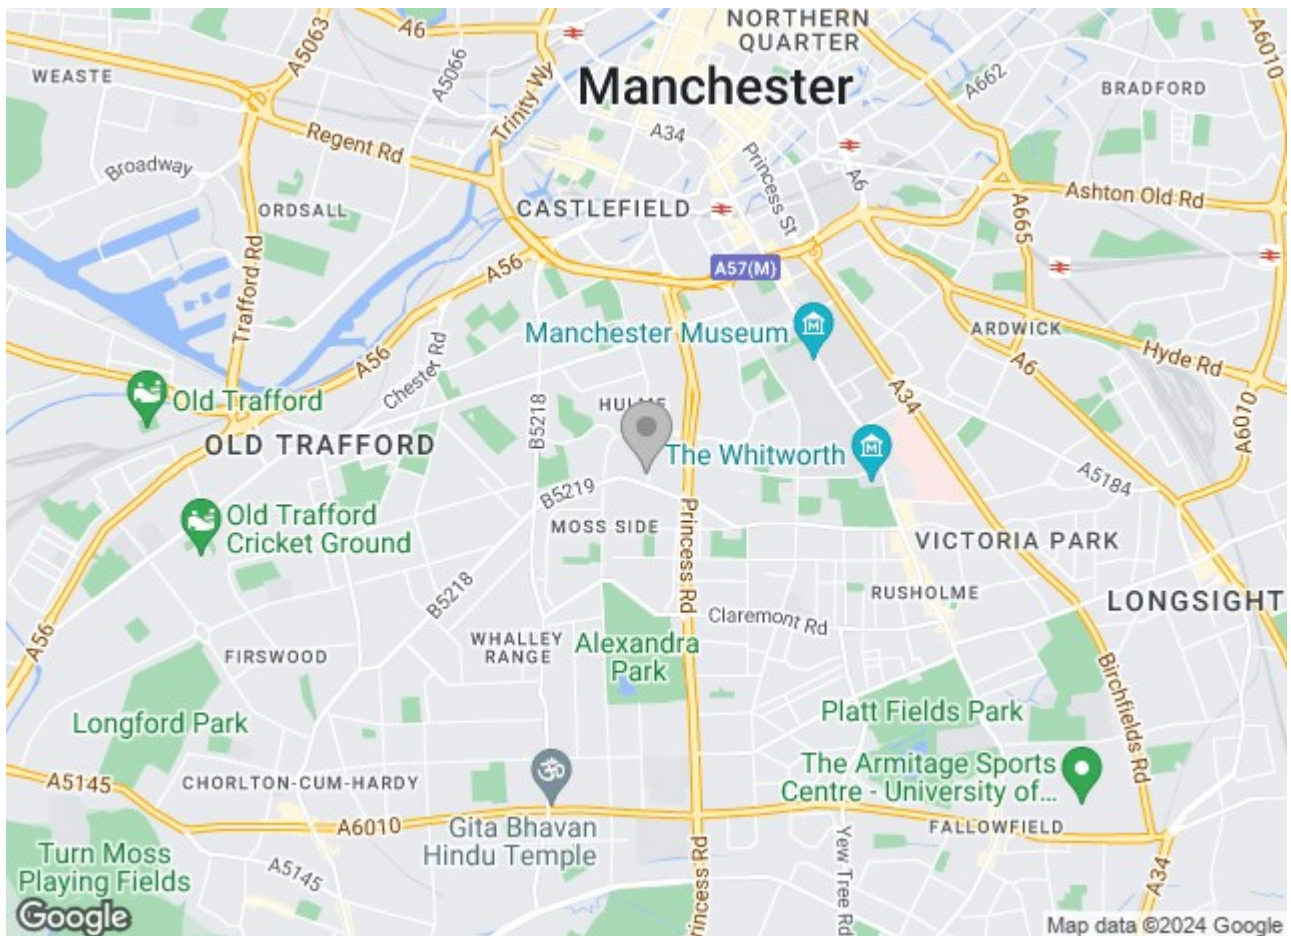 NORTHERN
QUARTER
A5063
A6
A5066
A6010
WEASTE
Manchester
A662
BRADFORD
Trinity Wy
A34
Regent Rd
Princess St
A6
Broadway
Ashton Old Rd
ORDSALL
CASTLEFIELD
A665
Trafford Rd
A56
A57(M)
Manchester Museum
ARDWICK
Hyde Rd
A56
Chester Rd
A6
A34
Old Trafford
HULME
A6010
OLD TRAFFORD
B5218
The Whitworth
A5184
B5219
Old Trafford
Cricket Ground
MOSS SIDE
Princess Rd
VICTORIA PARK
B5218
RUSHOLME
LONGSIGHT
Claremont Rd
A56
WHALLEY
RANGE
Alexandra
Park
FIRSWOOD
Birchfields Rd
Longford Park
Platt Fields Park
A5145
CHORLTON-CUM-HARDY
The Armitage Sports
Centre - University of...
A6010
Gita Bhavan
Hindu Temple
FALLOWFIELD
Turn Moss
Playing Fields
A5145
Princess Rd
Yew Tree Rd
A34
Google
Map data ©2024 Google